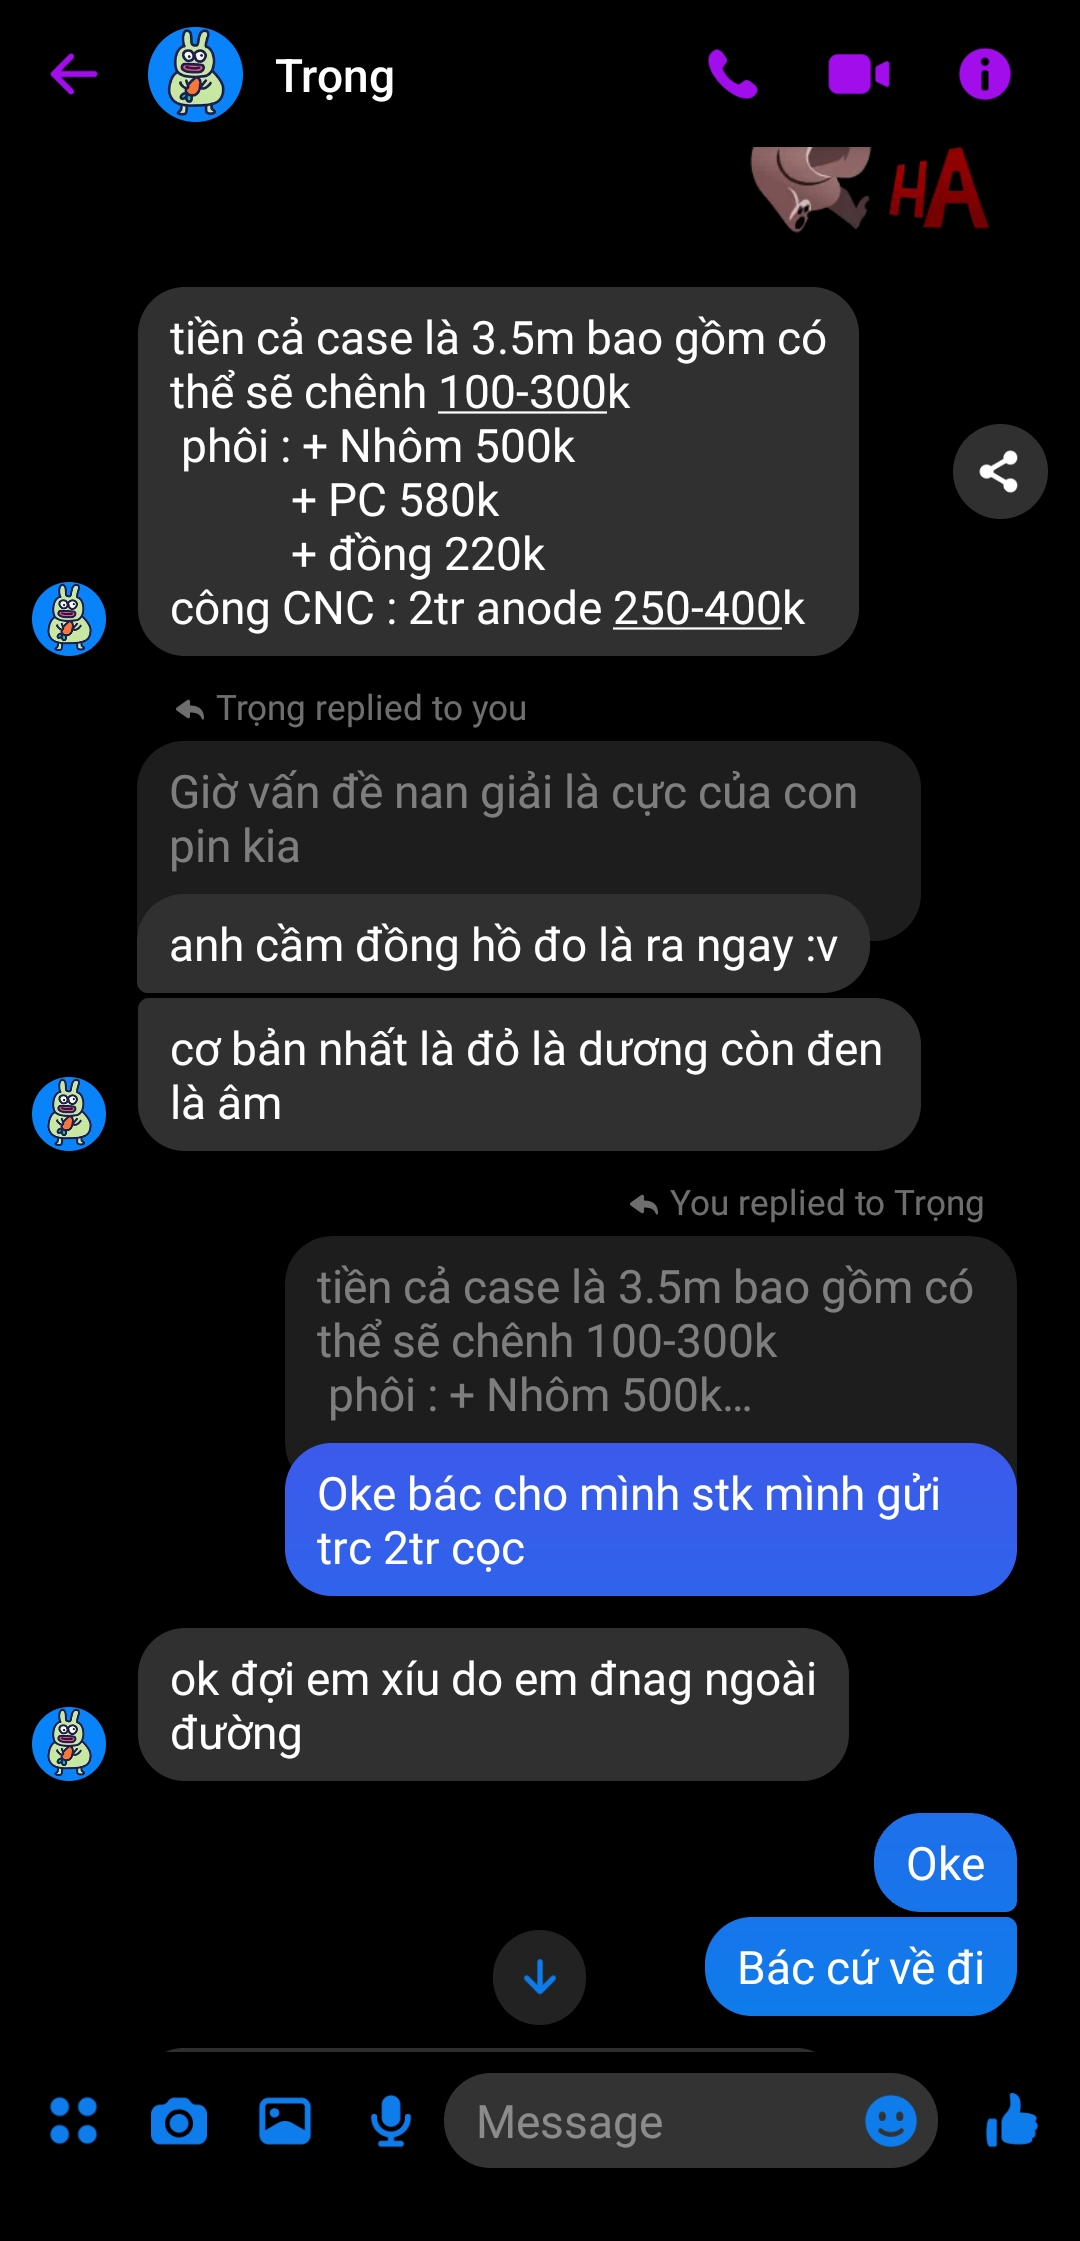 Trọng
HA
tiền cả case là 3.5m bao gồm có
thể sẽ chênh 100-300k
phôi : + Nhôm 500k
+ PC 580k
+ đồng 220k
công CNC : 2tr anode 250-400k
Trọng replied to you
Giờ vấn đề nan giải là cực của con
pin kia
anh cầm đồng hồ đo là ra ngay :v
cơ bản nhất là đỏ là dương còn đen
là âm
You replied to Trọng
tiền cả case là 3.5m bao gồm có
thể sẽ chênh 100-300k
phôi : + Nhôm 500k...
Oke bác cho mình stk mình gửi
trc 2tr cọc
ok đợi em xíu do em đnag ngoài
đường
Oke
Bác cứ về đi
Message